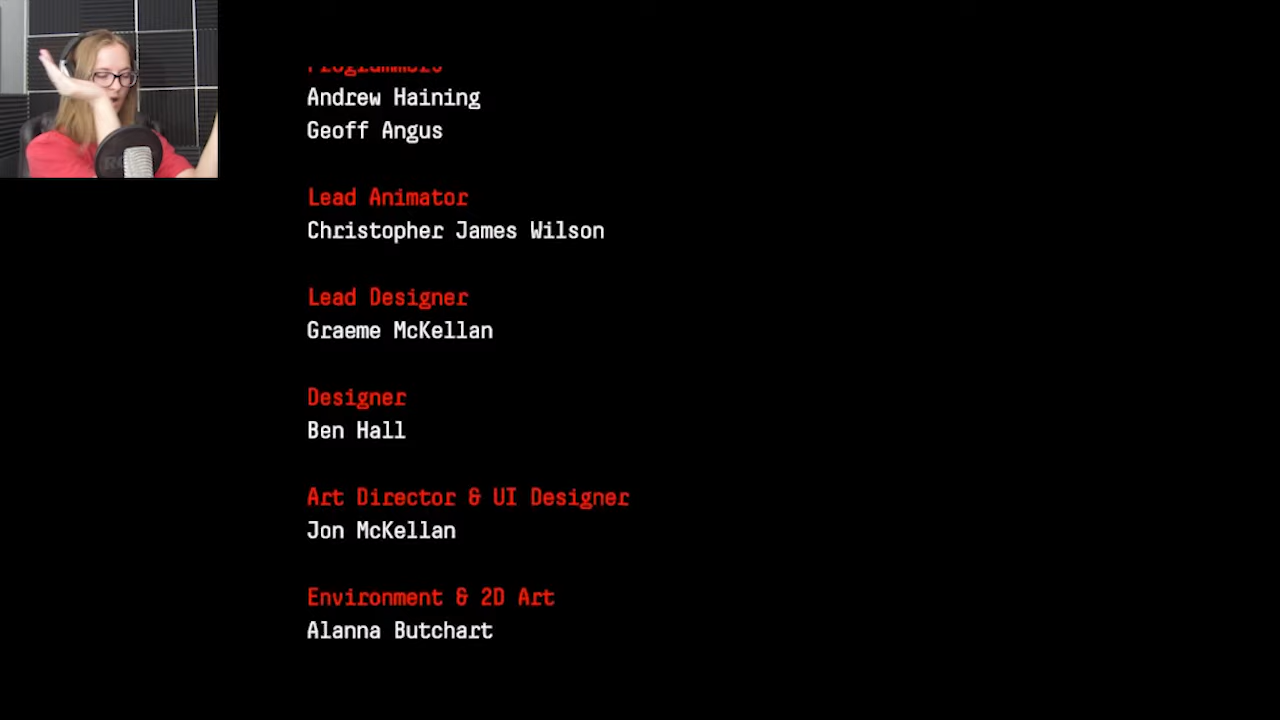 Programmers
Andrew Haining
Geoff Angus
Lead Animator
Christopher James Wilson
Lead Designer
Graeme McKellan
Designer
Ben Hall
Art Director & UI Designer
Jon McKellan
Environment & 2D Art
Alanna Butchart